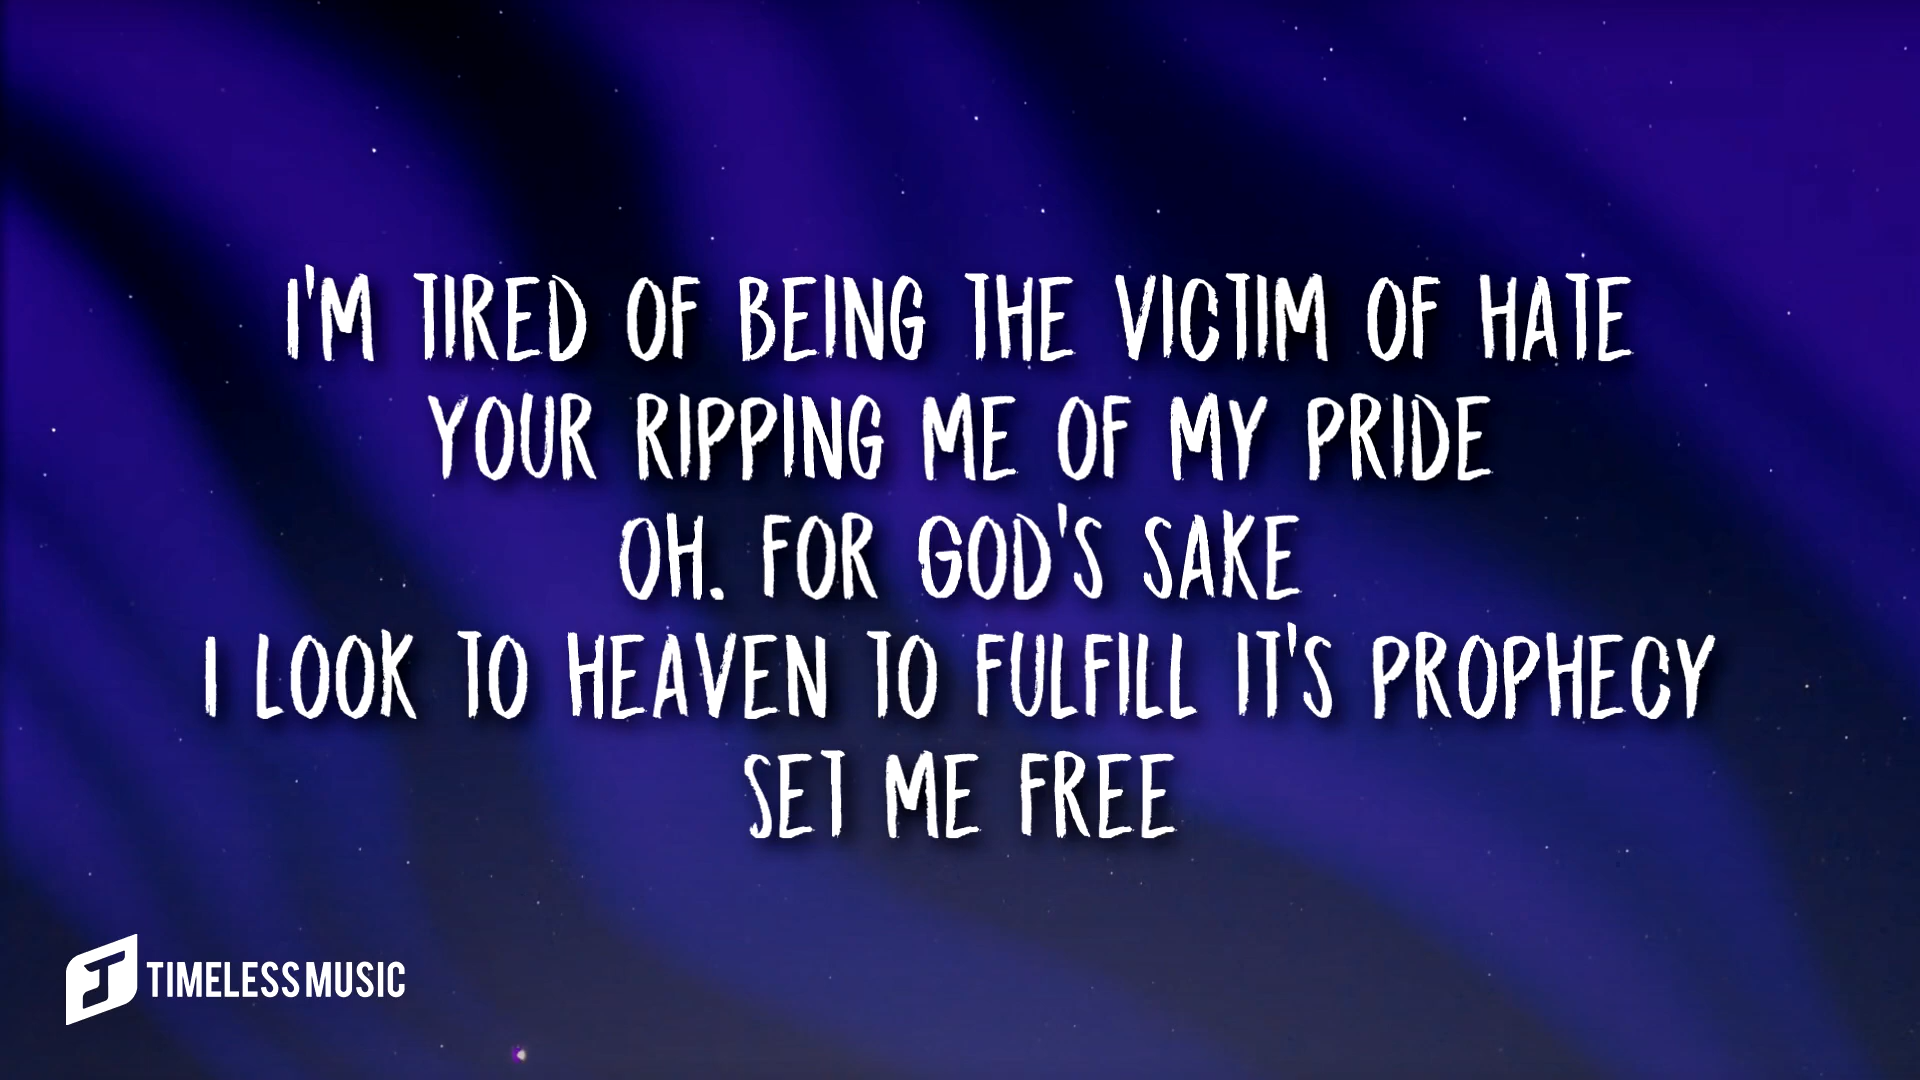 I'M TIRED OF BEING THE VICTIM OF HATE
YOUR RIPPING ME OF MY PRIDE
OH. FOR GOD'S SAKE
I LOOK TO HEAVEN TO FULFILL IT'S PROPHECY
SET ME FREE
TIMELESS MUSIC